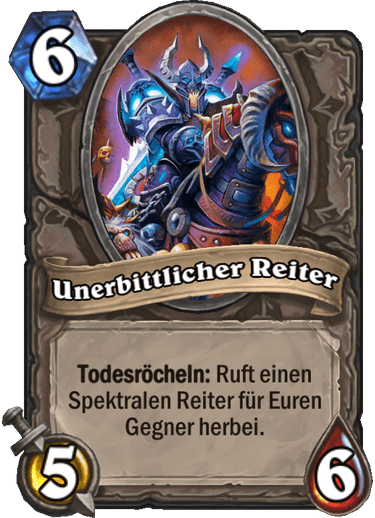 6
Unerbittlicher Reiter
Todesröcheln: Ruft einen
Spektralen Reiter für Euren
Gegner herbei.
5
6